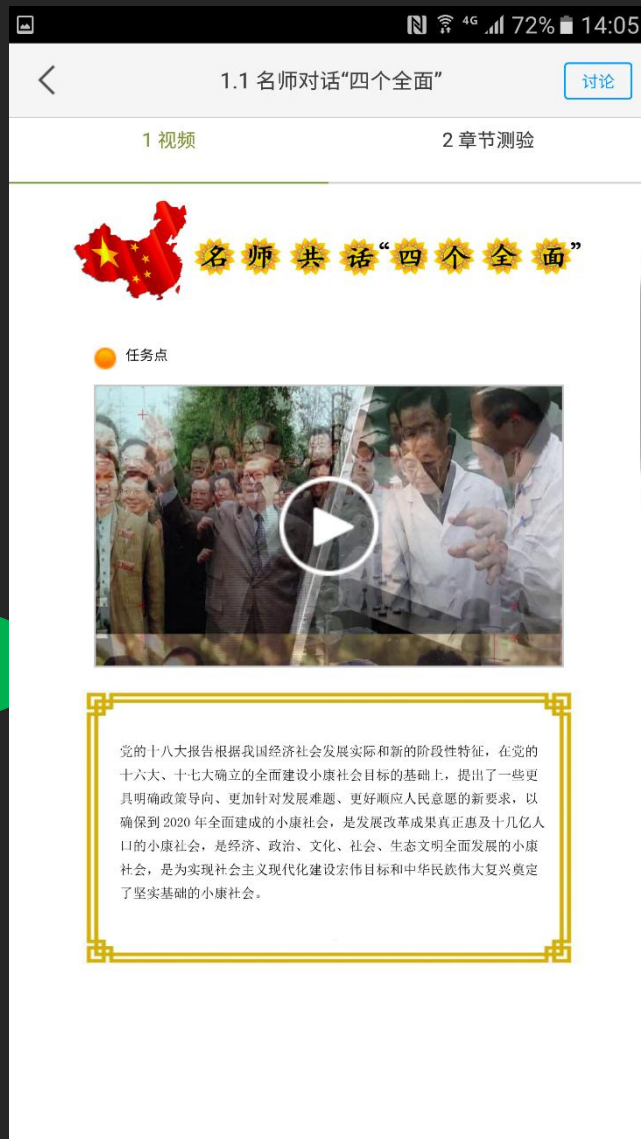 4G 72% 14:05
1.1 名师对话“四个全面” 讨论
1 视频 2 章节测验
名师共话“四个全面”
任务点
党的十八大报告根据我国经济社会发展实际和新的阶段性特征，在党的
十六大、十七大确立的全面建设小康社会目标的基础上，提出了一些更
具明确政策导向、更加针对发展难题、更好顺应人民意愿的新要求，以
确保到 2020 年全面建成的小康社会，是发展改革成果真正惠及十几亿人
口的小康社会，是经济、政治、文化、社会、生态文明全面发展的小康
社会，是为实现社会主义现代化建设宏伟目标和中华民族伟大复兴奠定
了坚实基础的小康社会。